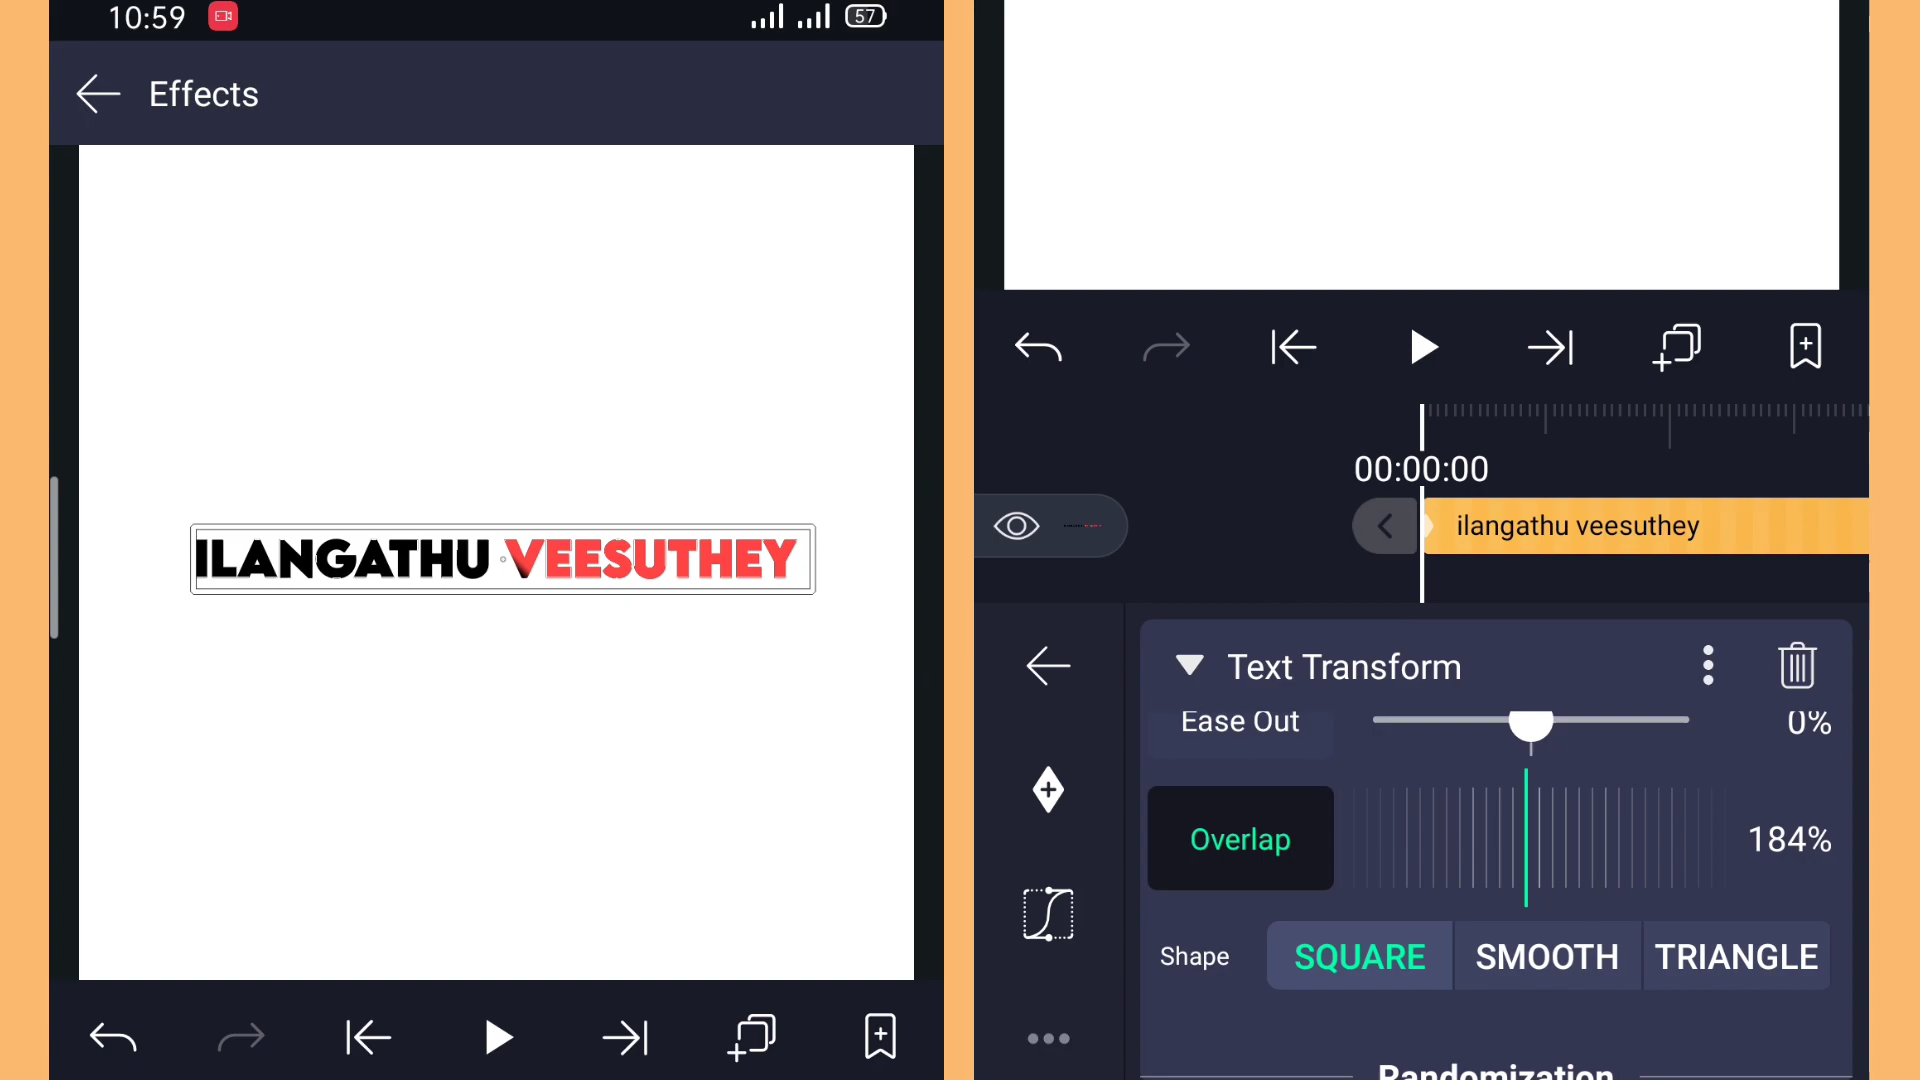 10:59
57
Effects
ILANGATHU VEESUTHEY
00:00:00
ilangathu veesuthey
Text Transform
Ease Out
0%
Overlap
184%
Shape
SQUARE
SMOOTH
TRIANGLE
Randomization